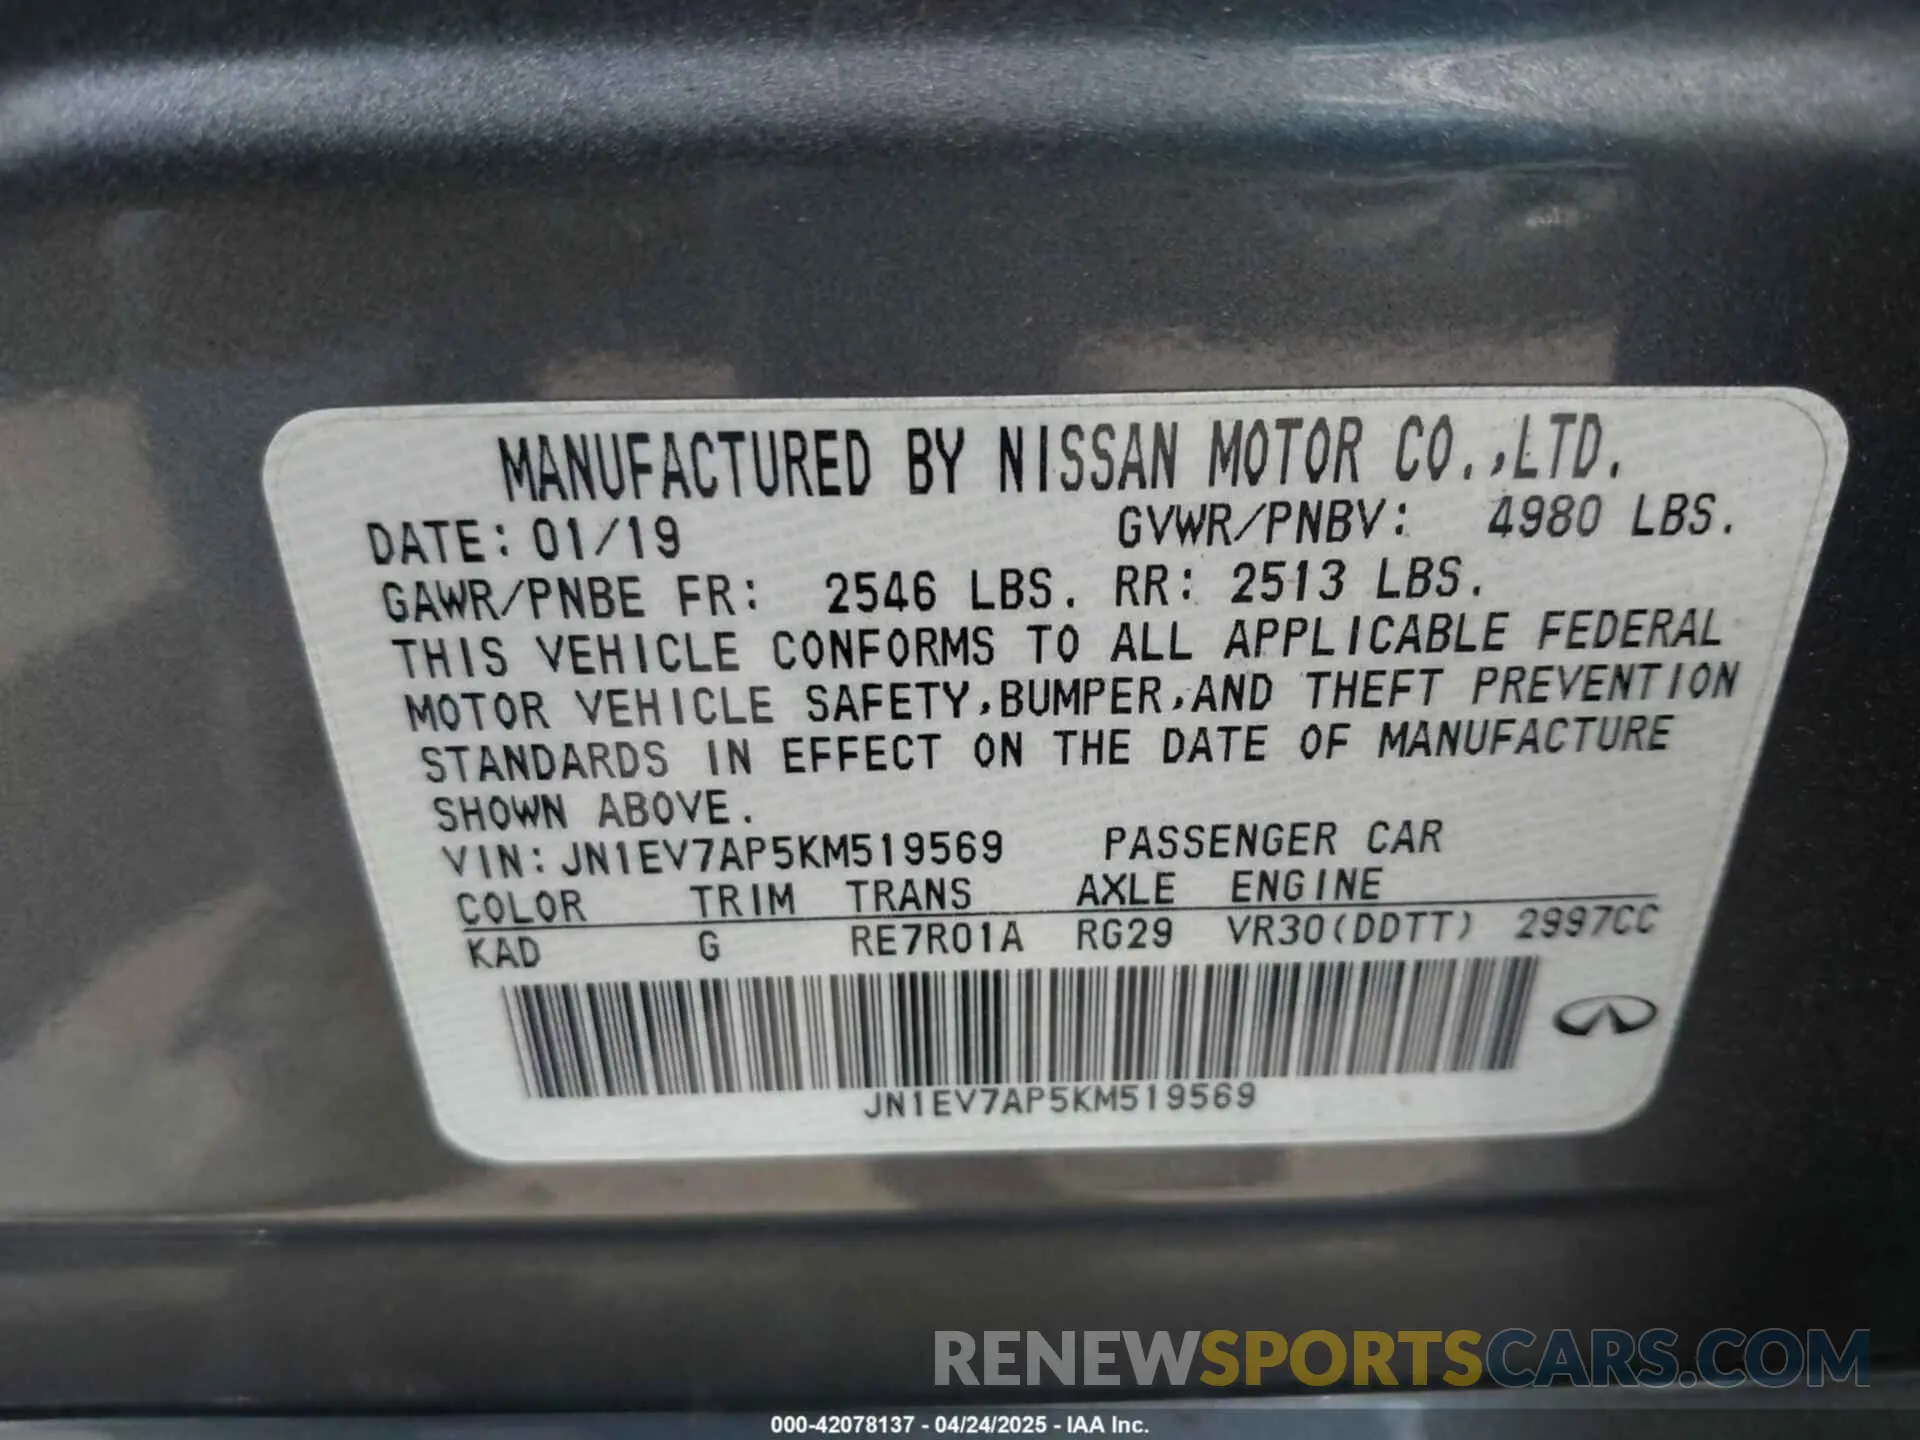 MANUFACTURED BY NISSAN MOTOR CO.,LTD.
DATE: 01/19 GVWR/PNBV: 4980 LBS.
GAWR/PNBE FR: 2546 LBS. RR: 2513 LBS.
THIS VEHICLE CONFORMS TO ALL APPLICABLE FEDERAL
MOTOR VEHICLE SAFETY,BUMPER,AND THEFT PREVENTION
STANDARDS IN EFFECT ON THE DATE OF MANUFACTURE
SHOWN ABOVE.
VIN: JN1EV7AP5KM519569 PASSENGER CAR
COLOR TRIM TRANS AXLE ENGINE
KAD G RE7R01A RG29 VR30(DDTT) 2997CC
JN1EV7AP5KM519569
RENEWSPORTSCARS.COM
000-42078137 - 04/24/2025 - IAA Inc.